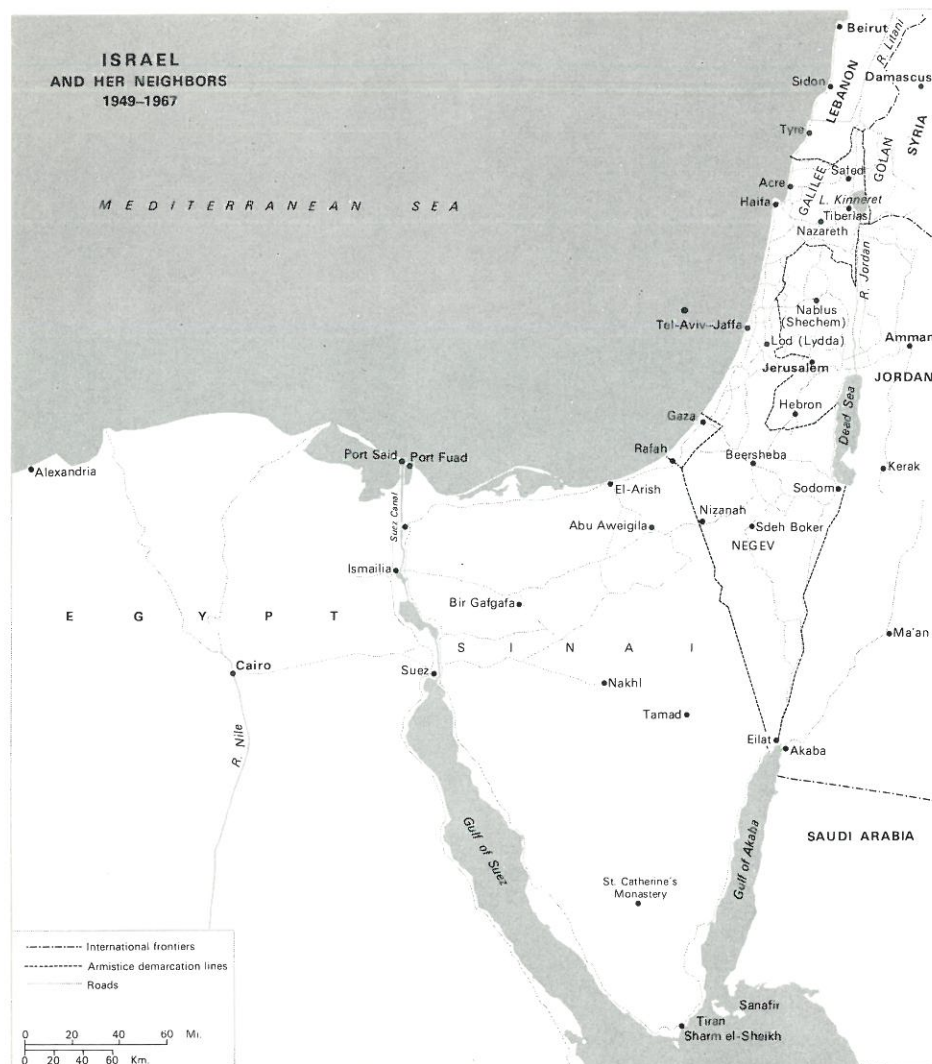 ISRAEL
AND HER NEIGHBORS
1949–1967
Beirut
R. Litani
Sidon
Damascus
LEBANON
SYRIA
Tyre
GOLAN
Safed
Acre
GALILEE
Haifa
L. Kinneret
Tiberias
Nazareth
MEDITERRANEAN SEA
R. Jordan
Nablus
(Shechem)
Tel-Aviv–Jaffa
Lod (Lydda)
Amman
Jerusalem
JORDAN
Hebron
Dead Sea
Gaza
Rafah
Beersheba
Port Said
Port Fuad
Alexandria
Kerak
El-Arish
Sodom
Suez Canal
Abu Aweigila
Nizanah
Sdeh Boker
NEGEV
Ismailia
Bir Gafgafa
EGYPT
SINAI
Ma'an
Cairo
Suez
Nakhl
Tamad
R. Nile
Eilat
Akaba
SAUDI ARABIA
Gulf of Suez
Gulf of Akaba
St. Catherine's
Monastery
Sanafir
Tiran
Sharm el-Sheikh
International frontiers
Armistice demarcation lines
Roads
0 20 40 60 Mi.
0 20 40 60 Km.